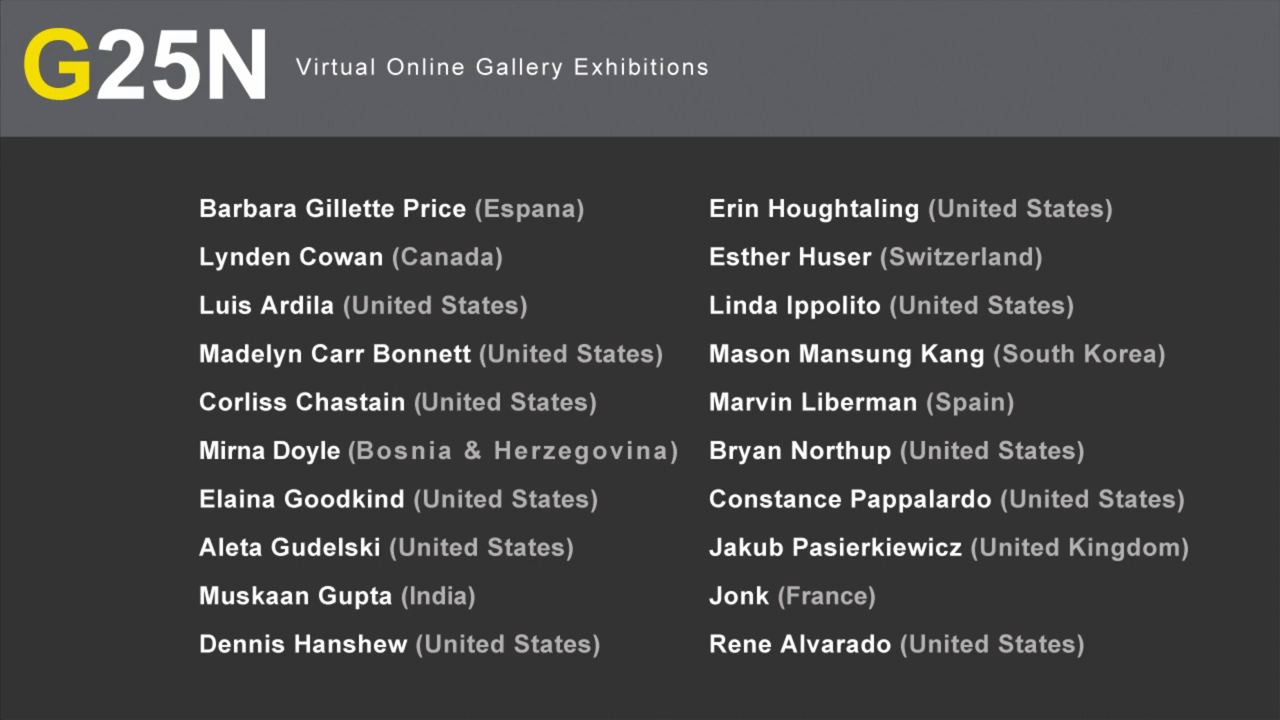 G25N Virtual Online Gallery Exhibitions
Barbara Gillette Price (Espana)
Lynden Cowan (Canada)
Luis Ardila (United States)
Madelyn Carr Bonnett (United States)
Corliss Chastain (United States)
Mirna Doyle (Bosnia & Herzegovina)
Elaina Goodkind (United States)
Aleta Gudelski (United States)
Muskaan Gupta (India)
Dennis Hanshew (United States)
Erin Houghtaling (United States)
Esther Huser (Switzerland)
Linda Ippolito (United States)
Mason Mansung Kang (South Korea)
Marvin Liberman (Spain)
Bryan Northup (United States)
Constance Pappalardo (United States)
Jakub Pasierkiewicz (United Kingdom)
Jonk (France)
Rene Alvarado (United States)